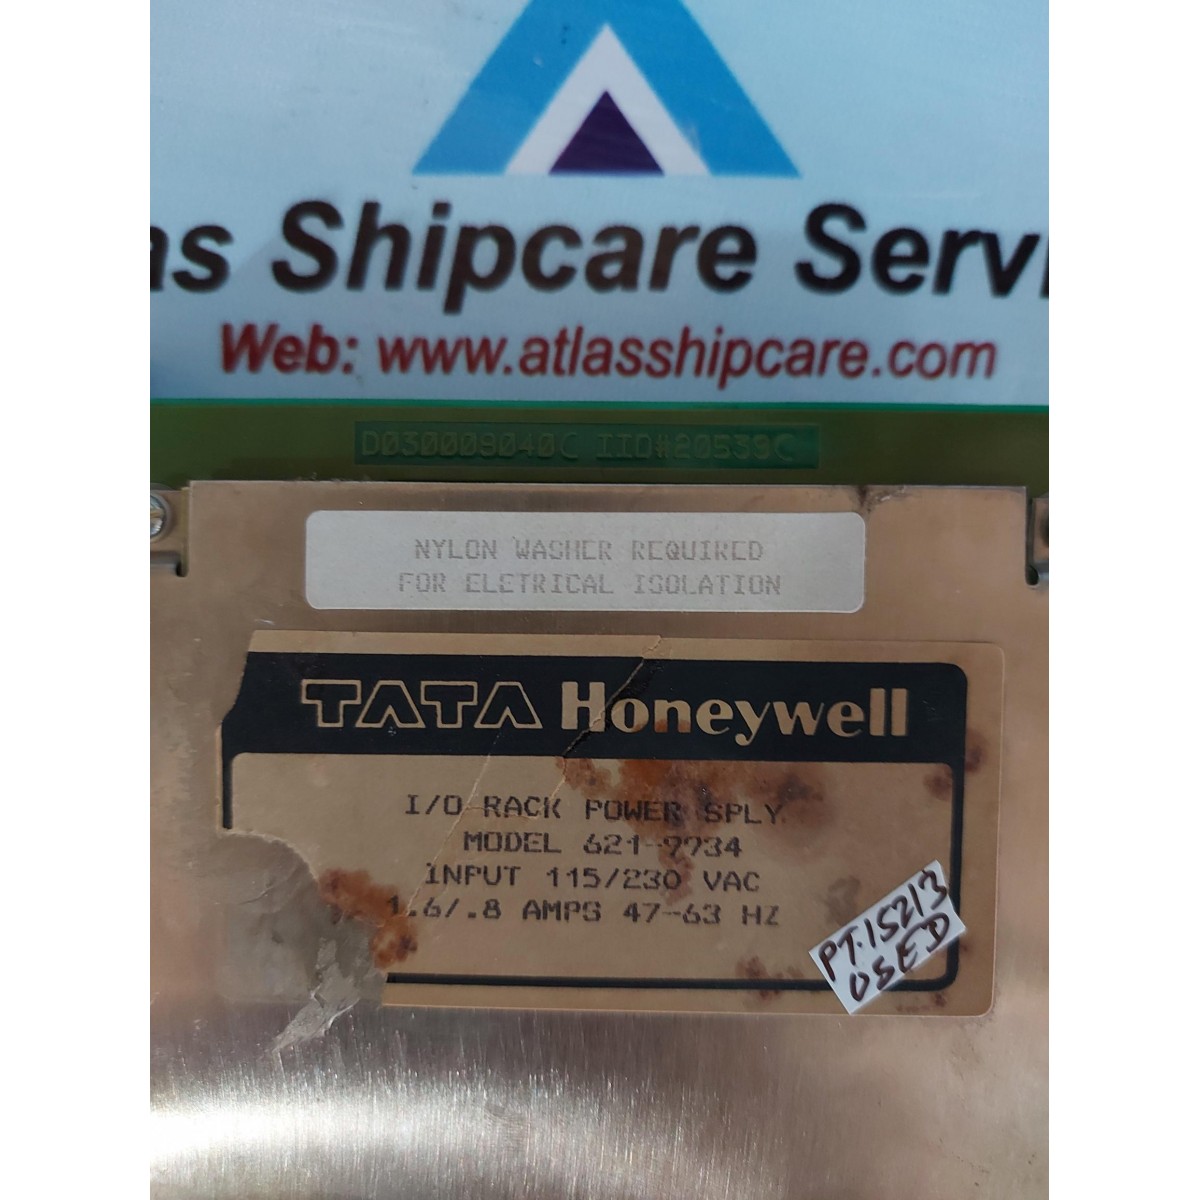 as Shipcare Servi
Web: www.atlasshipcare.com
D030009040C IID#20539C
NYLON WASHER REQUIRED
FOR ELETRICAL ISOLATION
TATA Honeywell
I/O RACK POWER SPLY
MODEL 621-9934
INPUT 115/230 VAC
1.6/.8 AMPS 47-63 HZ
PT.15213
USED